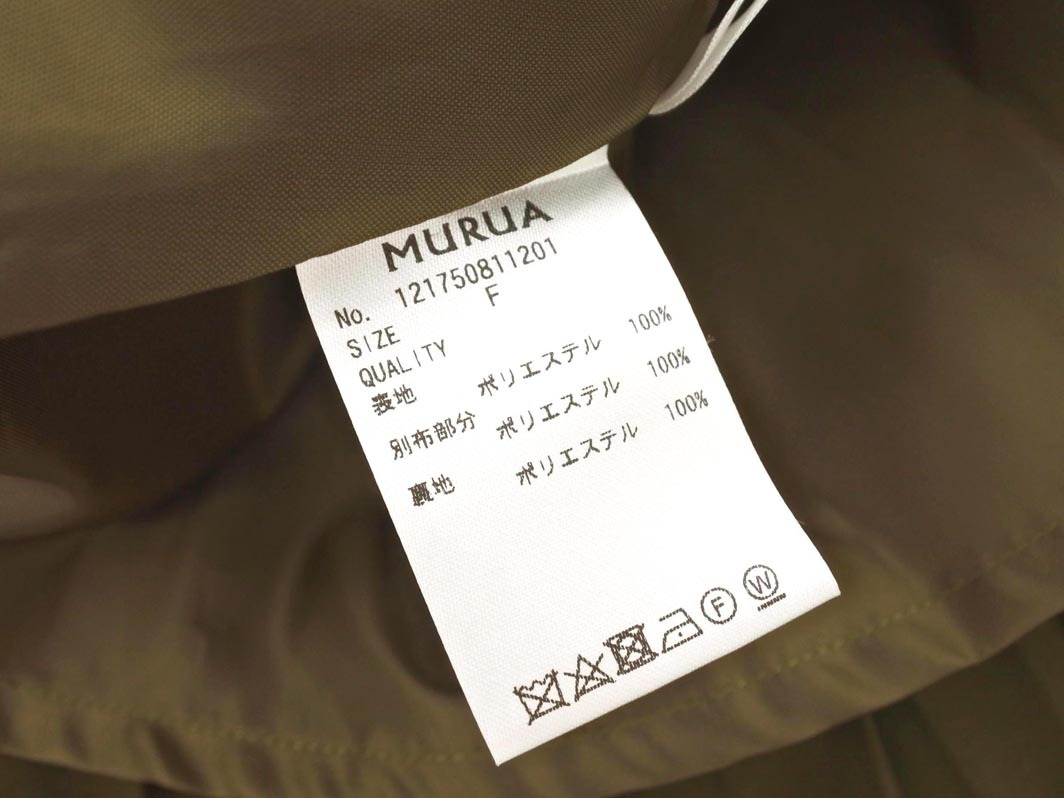 MURUA
No. 121750811201
SIZE F
QUALITY
表地 ポリエステル 100%
別布部分 ポリエステル 100%
裏地 ポリエステル 100%
F W